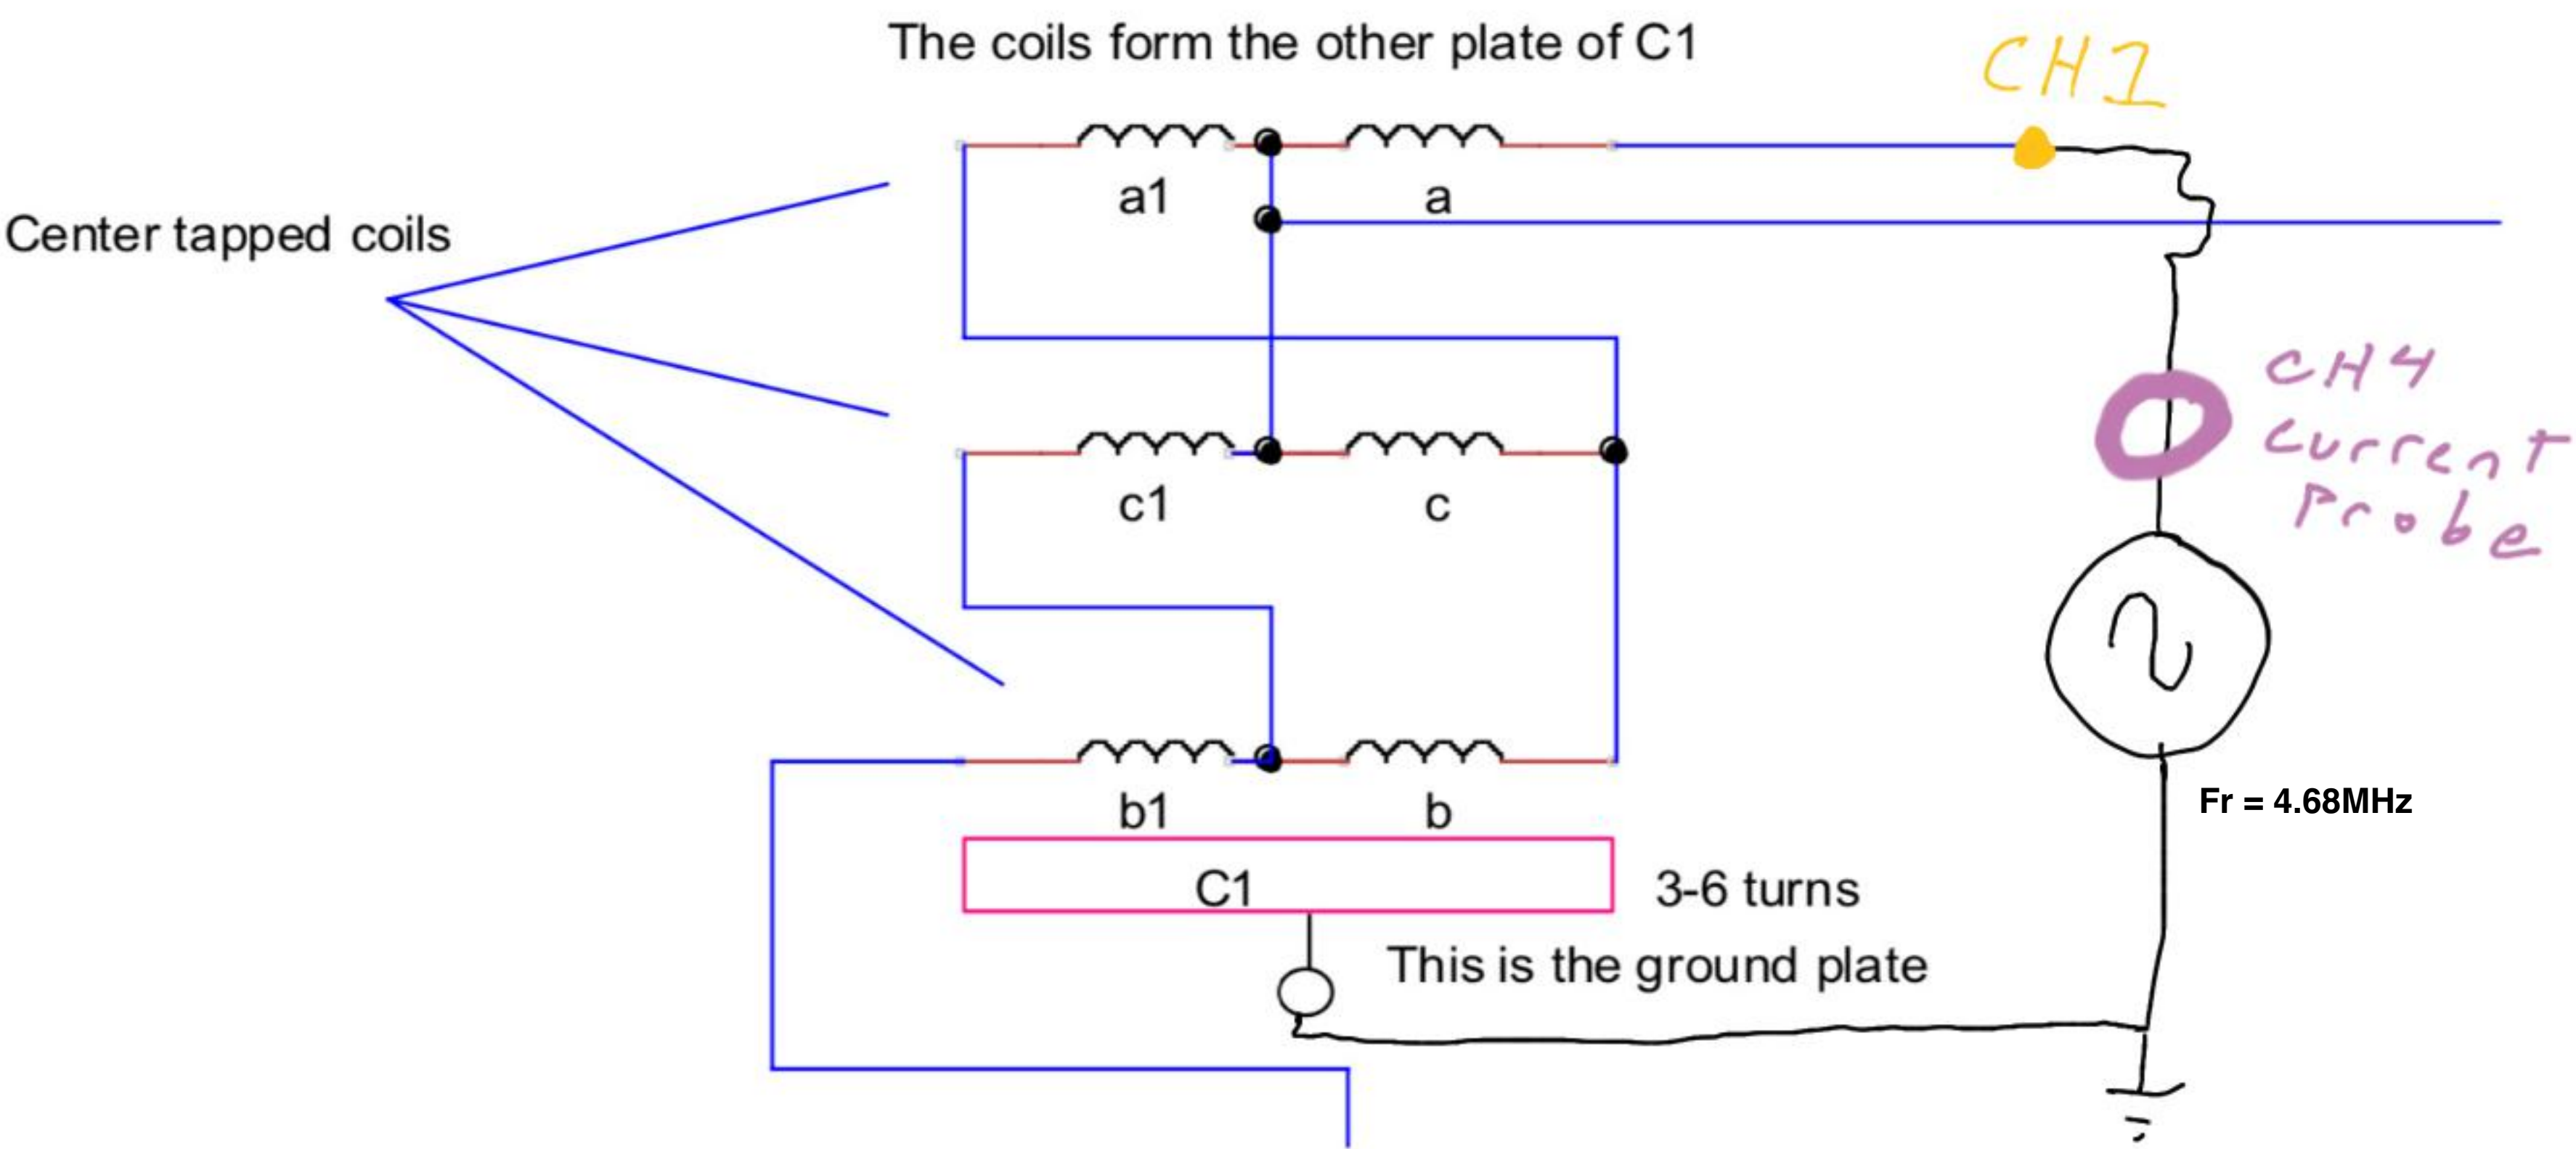 The coils form the other plate of C1
CH1
a1
a
Center tapped coils
CH4
current
Probe
c1
c
Fr = 4.68MHz
b1
b
C1
3-6 turns
This is the ground plate